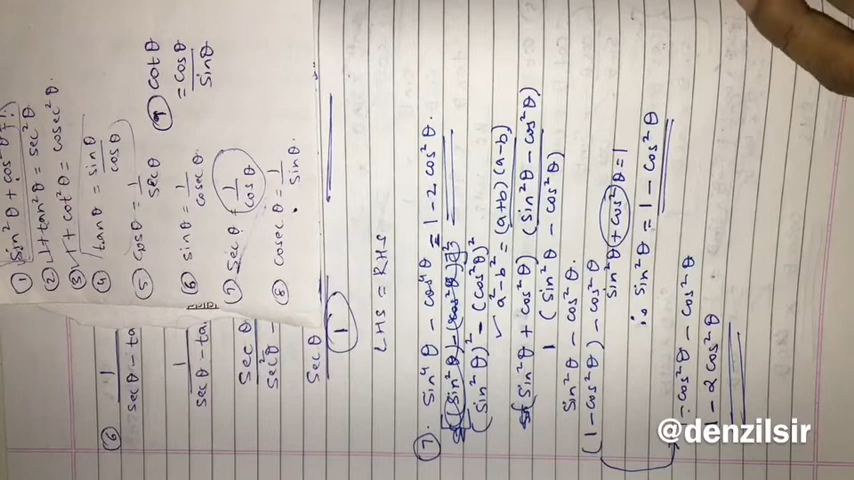 ① sin²θ + cos²θ = 1
② 1 + tan²θ = sec²θ
③ 1 + cot²θ = cosec²θ.
④ tanθ = sinθ / cosθ
⑤ cosθ = 1 / secθ
⑥ sinθ = 1 / cosecθ.
⑦ secθ = 1 / cosθ
⑧ cosecθ = 1 / sinθ.
⑨ cotθ
= cosθ / sinθ
⑥ 1
secθ - ta
1
secθ - ta
secθ
sec²θ -
secθ
①
LHS = RHS
⑦. sin⁴θ - cos⁴θ = 1 - 2cos²θ.
(sin²θ)² - (cos²θ)²
a² - b² = (a+b)(a-b)
(sin²θ + cos²θ) (sin²θ - cos²θ)
1 (sin²θ - cos²θ)
sin²θ - cos²θ.
(1 - cos²θ) - cos²θ
sin²θ + cos²θ = 1
∴ sin²θ = 1 - cos²θ
- cos²θ - cos²θ
1 - 2cos²θ
@denzilsir